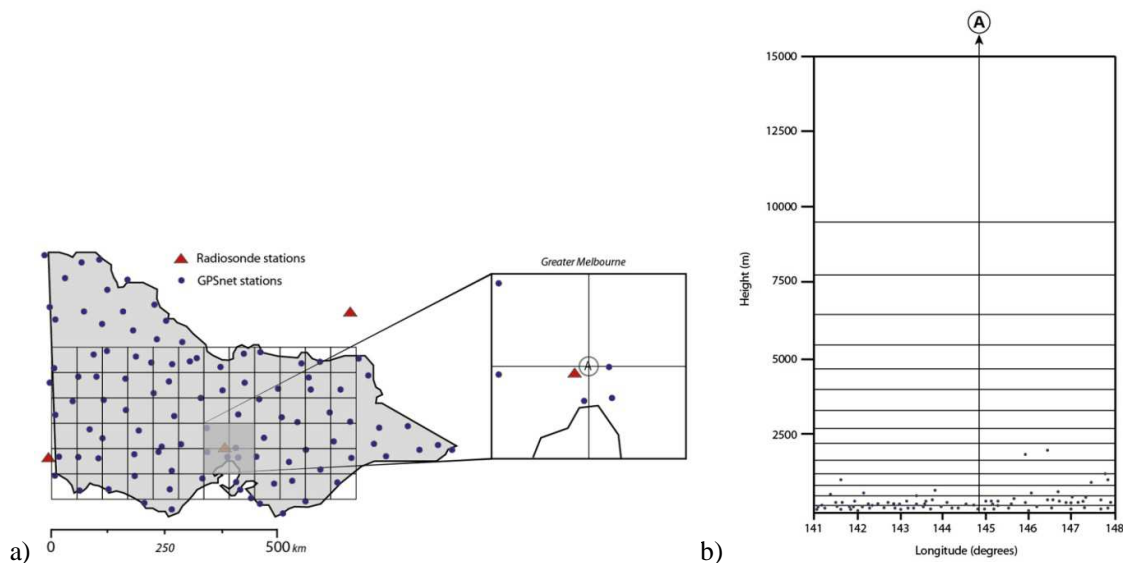 a)
Radiosonde stations
GPSnet stations
Greater Melbourne
A
0 250 500 km
b)
A
15000
12500
10000
7500
5000
2500
Height (m)
141 142 143 144 145 146 147 148
Longitude (degrees)